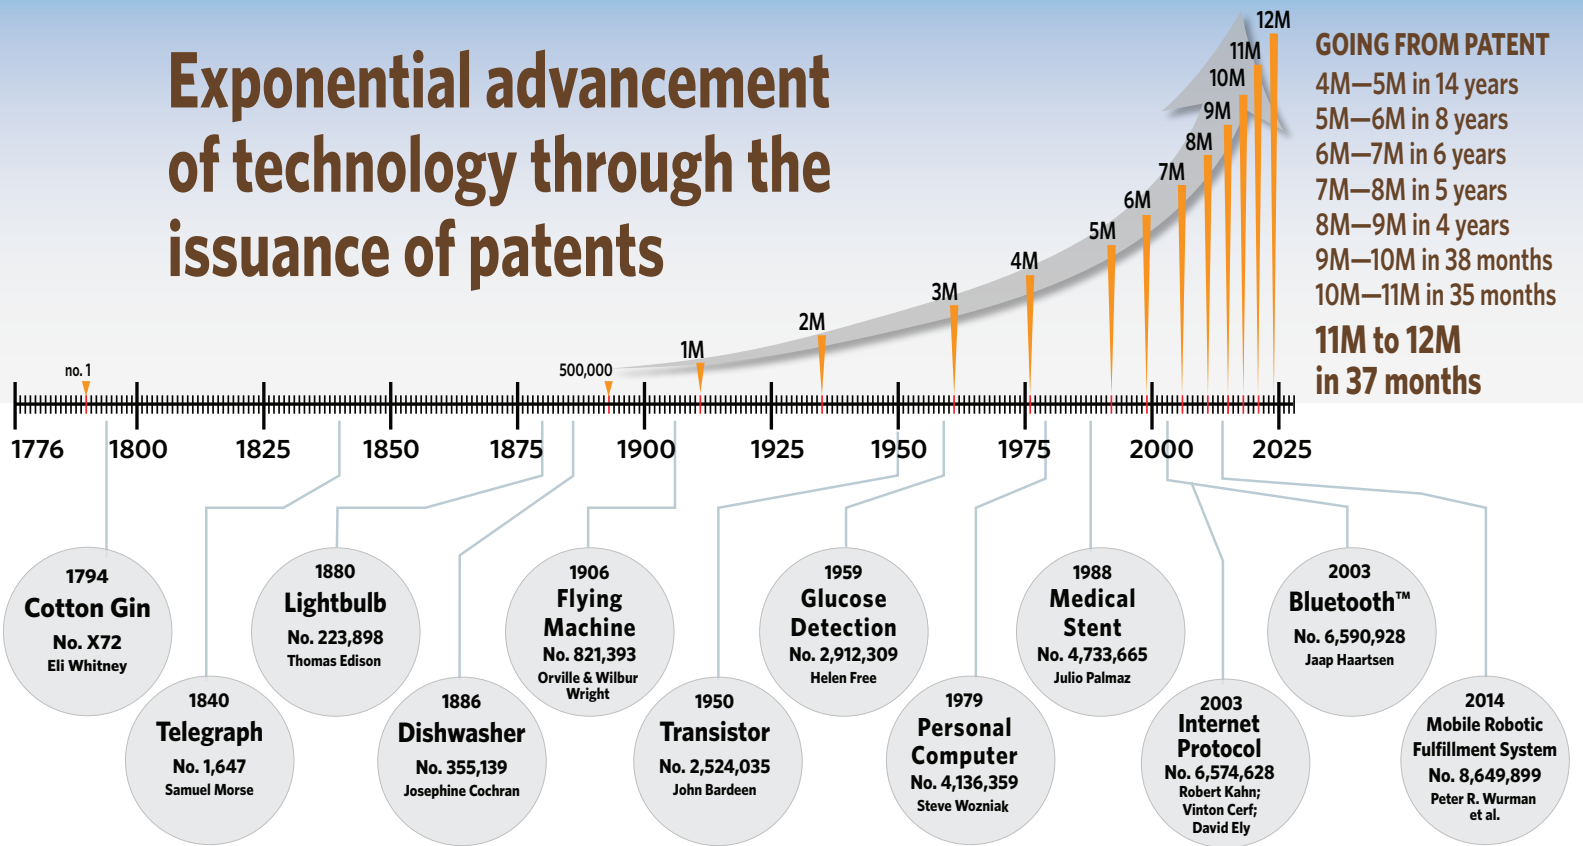 Exponential advancement
of technology through the
issuance of patents
GOING FROM PATENT
4M—5M in 14 years
5M—6M in 8 years
6M—7M in 6 years
7M—8M in 5 years
8M—9M in 4 years
9M—10M in 38 months
10M—11M in 35 months
11M to 12M
in 37 months
no. 1
500,000
1M
2M
3M
4M
5M
6M
7M
8M
9M
10M
11M
12M
1776
1800
1825
1850
1875
1900
1925
1950
1975
2000
2025
1794
Cotton Gin
No. X72
Eli Whitney
1840
Telegraph
No. 1,647
Samuel Morse
1880
Lightbulb
No. 223,898
Thomas Edison
1886
Dishwasher
No. 355,139
Josephine Cochran
1906
Flying
Machine
No. 821,393
Orville & Wilbur
Wright
1950
Transistor
No. 2,524,035
John Bardeen
1959
Glucose
Detection
No. 2,912,309
Helen Free
1979
Personal
Computer
No. 4,136,359
Steve Wozniak
1988
Medical
Stent
No. 4,733,665
Julio Palmaz
2003
Internet
Protocol
No. 6,574,628
Robert Kahn;
Vinton Cerf;
David Ely
2003
Bluetooth™
No. 6,590,928
Jaap Haartsen
2014
Mobile Robotic
Fulfillment System
No. 8,649,899
Peter R. Wurman
et al.